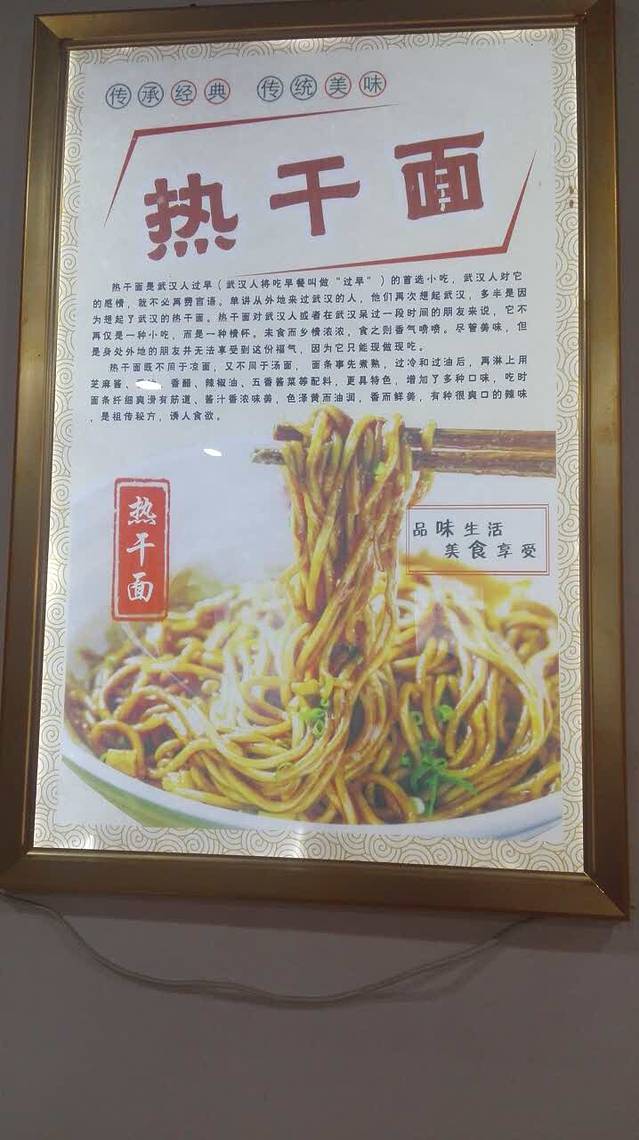 传承经典 传统美味
热干面
热干面是武汉人过早(武汉人将吃早餐叫做“过早”)的首选小吃,武汉人对它
的感情,就不必再费言语。单讲从外地来过武汉的人,他们再次想起武汉,多半是因
为想起了武汉的热干面。热干面对武汉人或者在武汉呆过一段时间的朋友来说,它不
再仅是一种小吃,而是一种情怀。未食而乡情浓浓,食之则香气喷喷。尽管美味,但
是身处外地的朋友并无法享受到这份福气,因为它只能现做现吃。
热干面既不同于凉面,又不同于汤面,面条事先煮熟,过冷和过油后,再淋上用
芝麻酱、香醋、辣椒油、五香酱菜等配料,更具特色,增加了多种口味,吃时
面条纤细爽滑有筋道、酱汁香浓味美,色泽黄而油润,香而鲜美,有种很爽口的辣味
,是祖传秘方,诱人食欲。
热干面
品味生活
美食享受